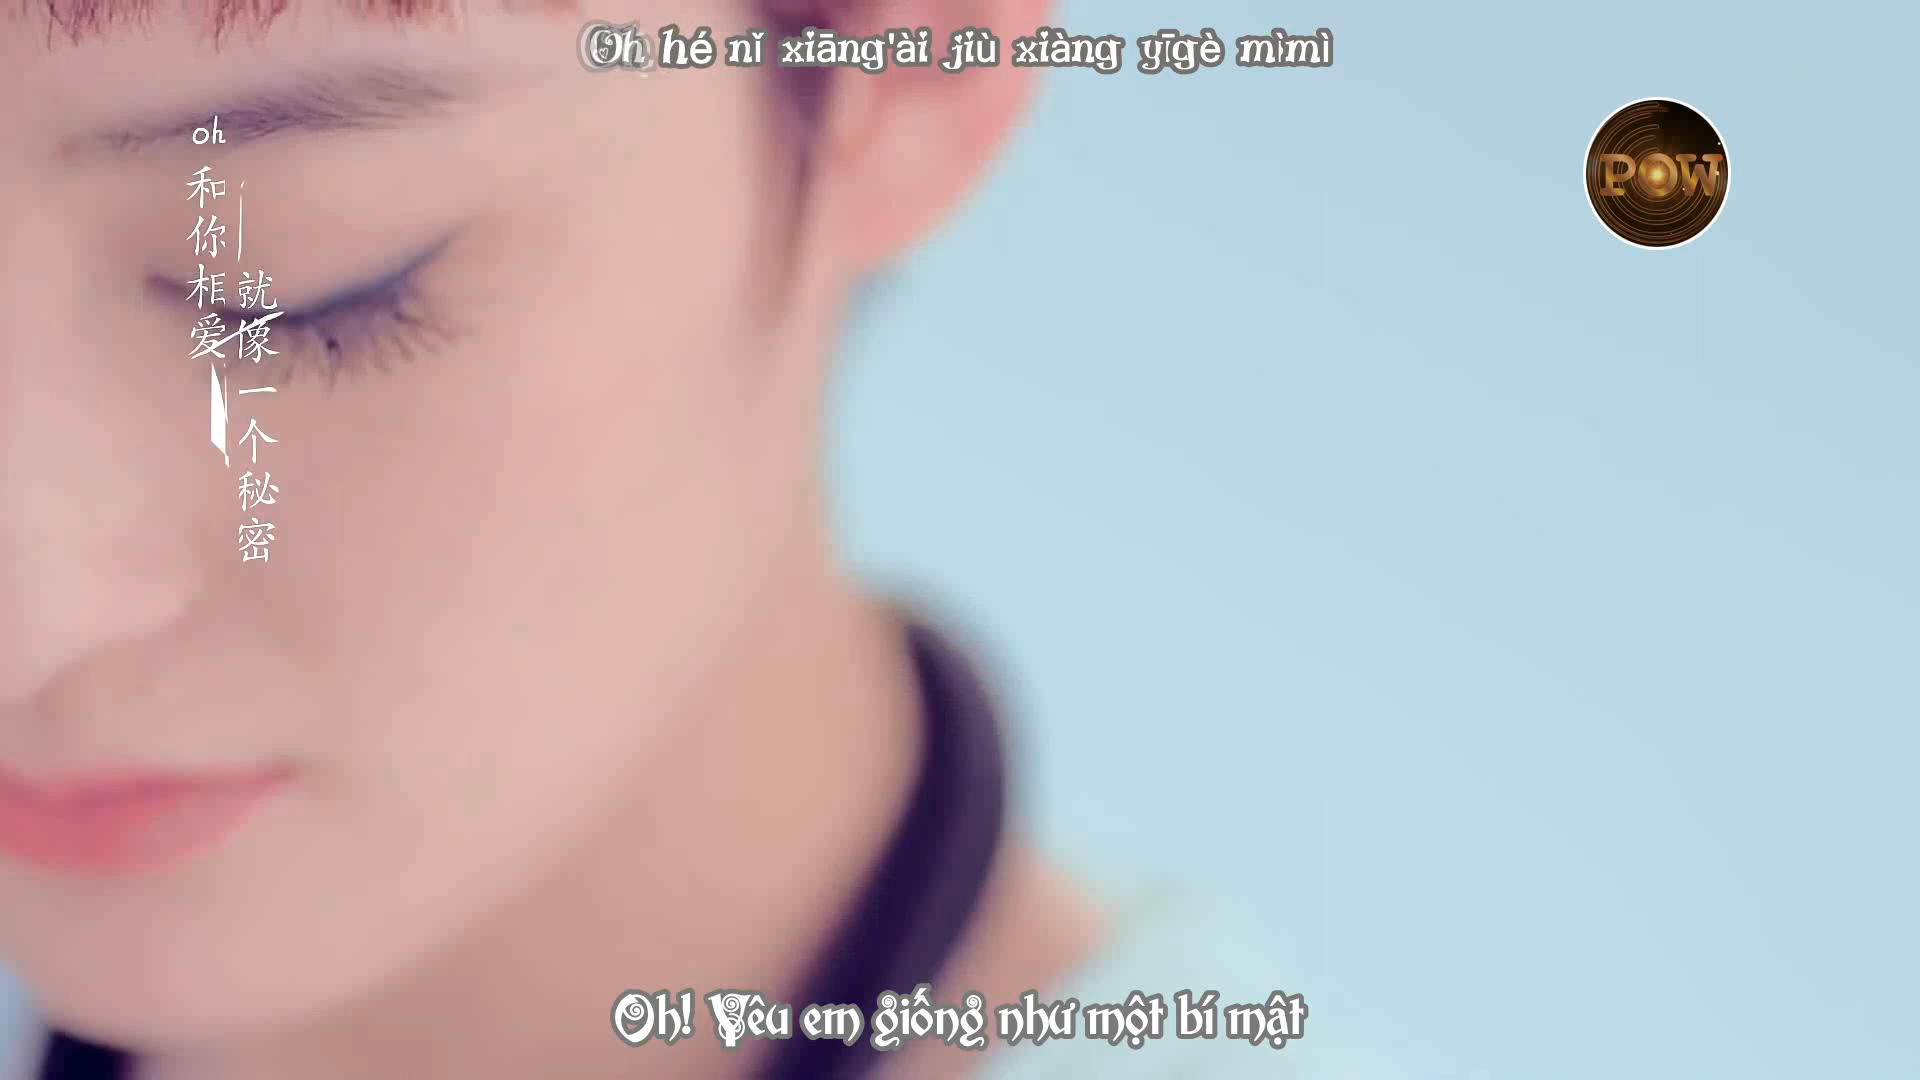 Oh hé nǐ xiāng'ài jiù xiàng yīgè mìmì
oh 和你相爱
就像一个秘密
POW
Oh! Yêu em giống như một bí mật